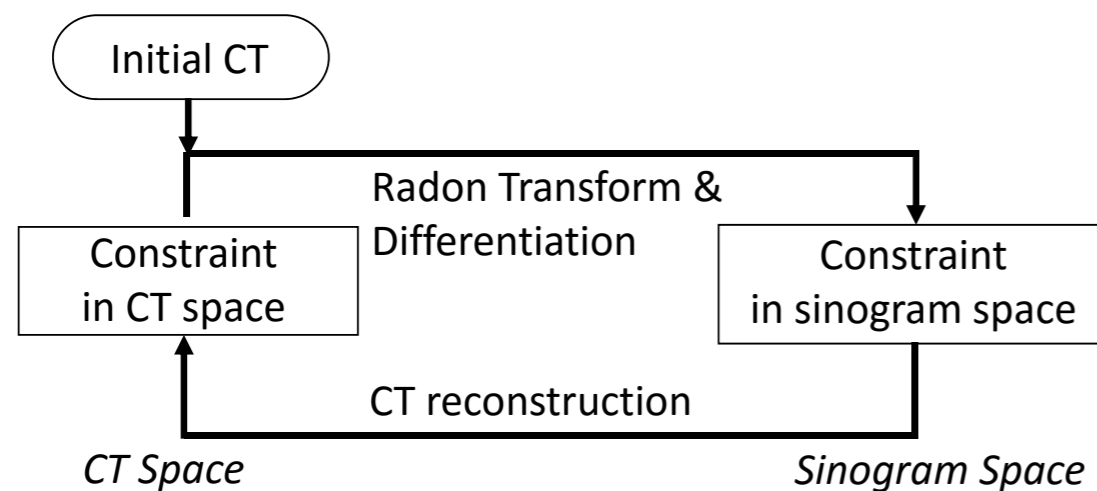 Initial CT
Radon Transform &
Differentiation
Constraint
in CT space
Constraint
in sinogram space
CT reconstruction
CT Space
Sinogram Space